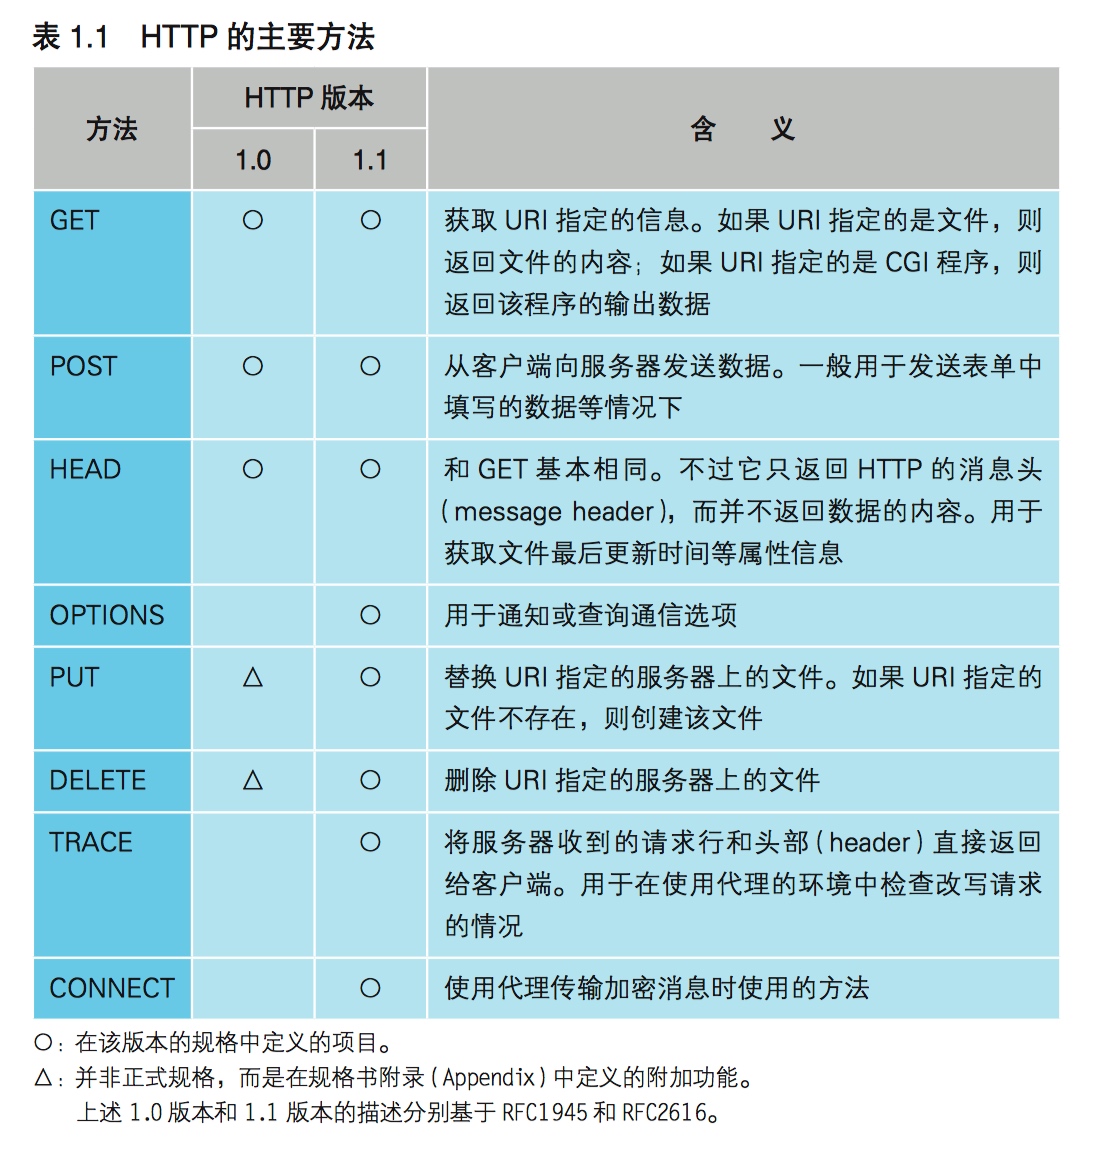 表 1.1 HTTP 的主要方法
方法 HTTP 版本 含 义
1.0 1.1
GET ○ ○ 获取 URI 指定的信息。如果 URI 指定的是文件，则
返回文件的内容；如果 URI 指定的是 CGI 程序，则
返回该程序的输出数据
POST ○ ○ 从客户端向服务器发送数据。一般用于发送表单中
填写的数据等情况下
HEAD ○ ○ 和 GET 基本相同。不过它只返回 HTTP 的消息头
（message header），而并不返回数据的内容。用于
获取文件最后更新时间等属性信息
OPTIONS ○ 用于通知或查询通信选项
PUT △ ○ 替换 URI 指定的服务器上的文件。如果 URI 指定的
文件不存在，则创建该文件
DELETE △ ○ 删除 URI 指定的服务器上的文件
TRACE ○ 将服务器收到的请求行和头部（header）直接返回
给客户端。用于在使用代理的环境中检查改写请求
的情况
CONNECT ○ 使用代理传输加密消息时使用的方法
○：在该版本的规格中定义的项目。
△：并非正式规格，而是在规格书附录（Appendix）中定义的附加功能。
上述 1.0 版本和 1.1 版本的描述分别基于 RFC1945 和 RFC2616。